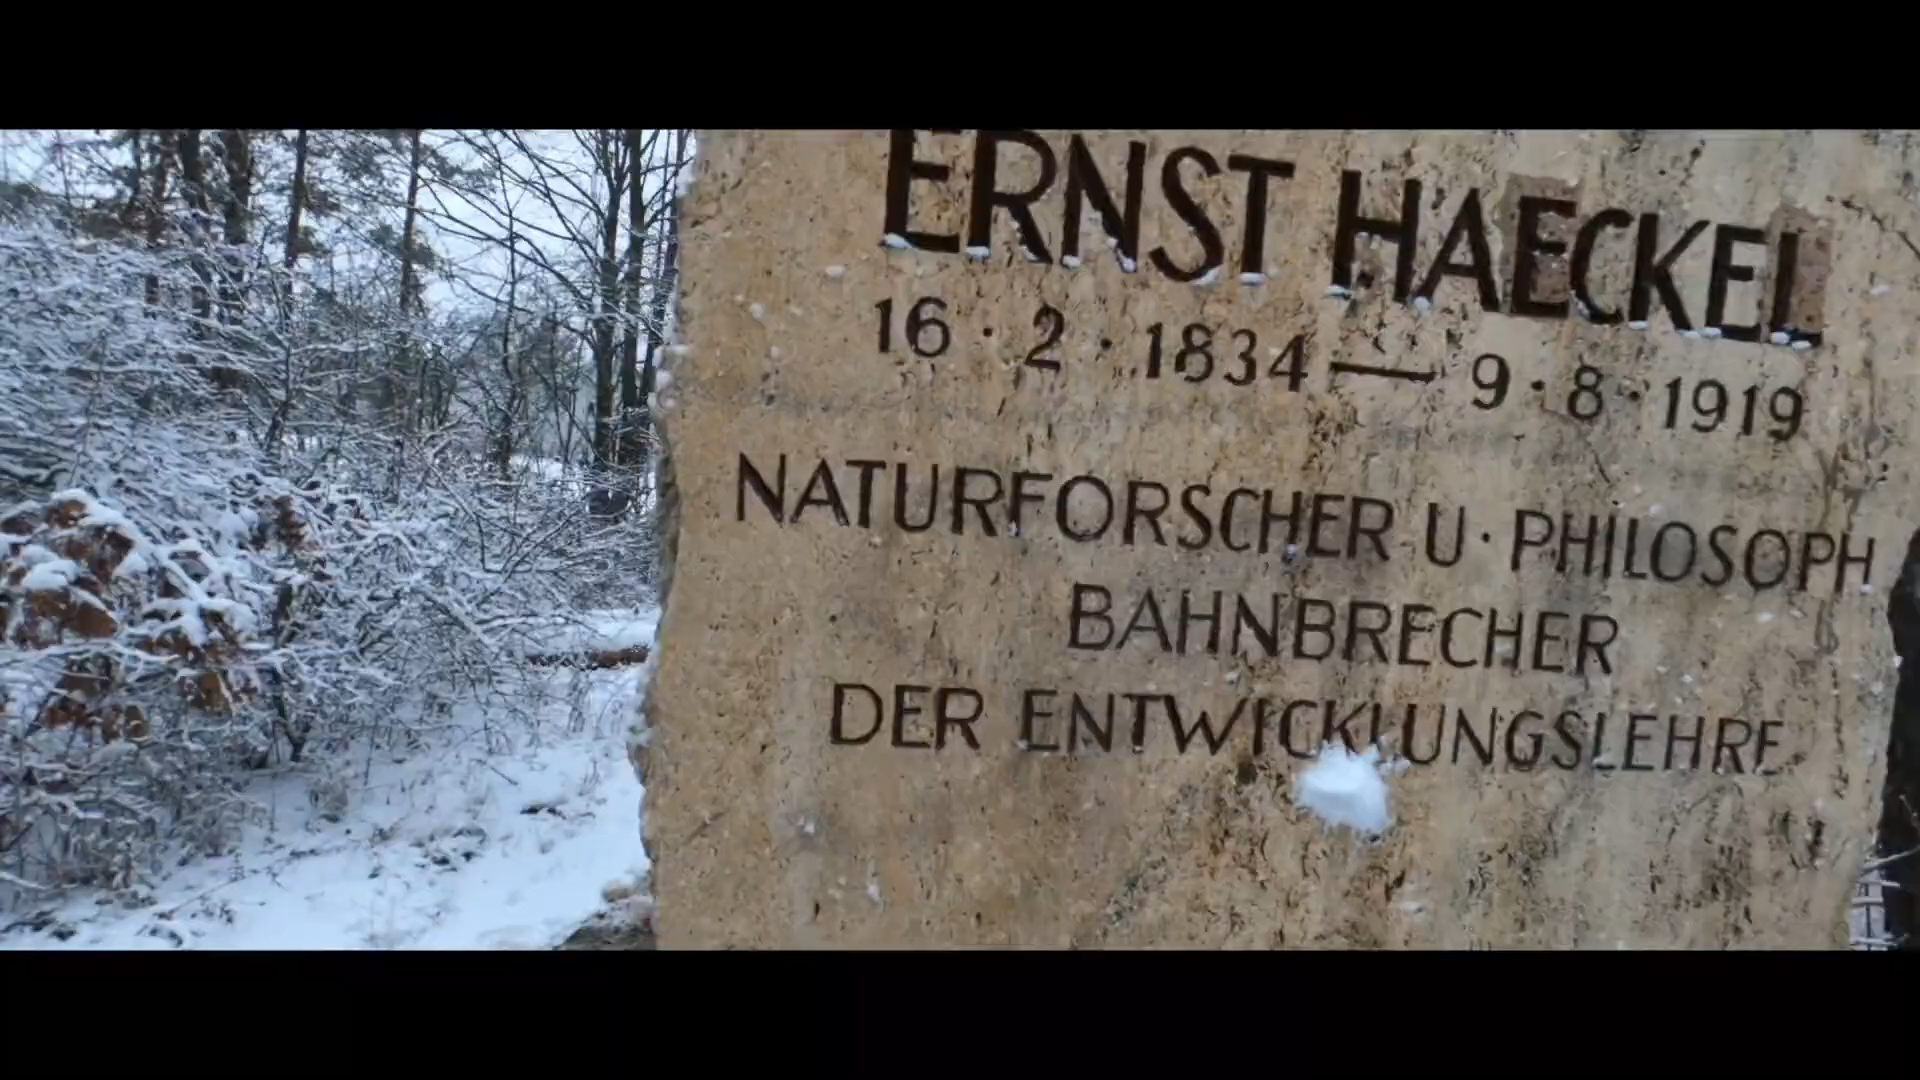 ERNST HAECKEL
16 · 2 · 1834 — 9 · 8 · 1919
NATURFORSCHER U · PHILOSOPH
BAHNBRECHER
DER ENTWICKLUNGSLEHRE